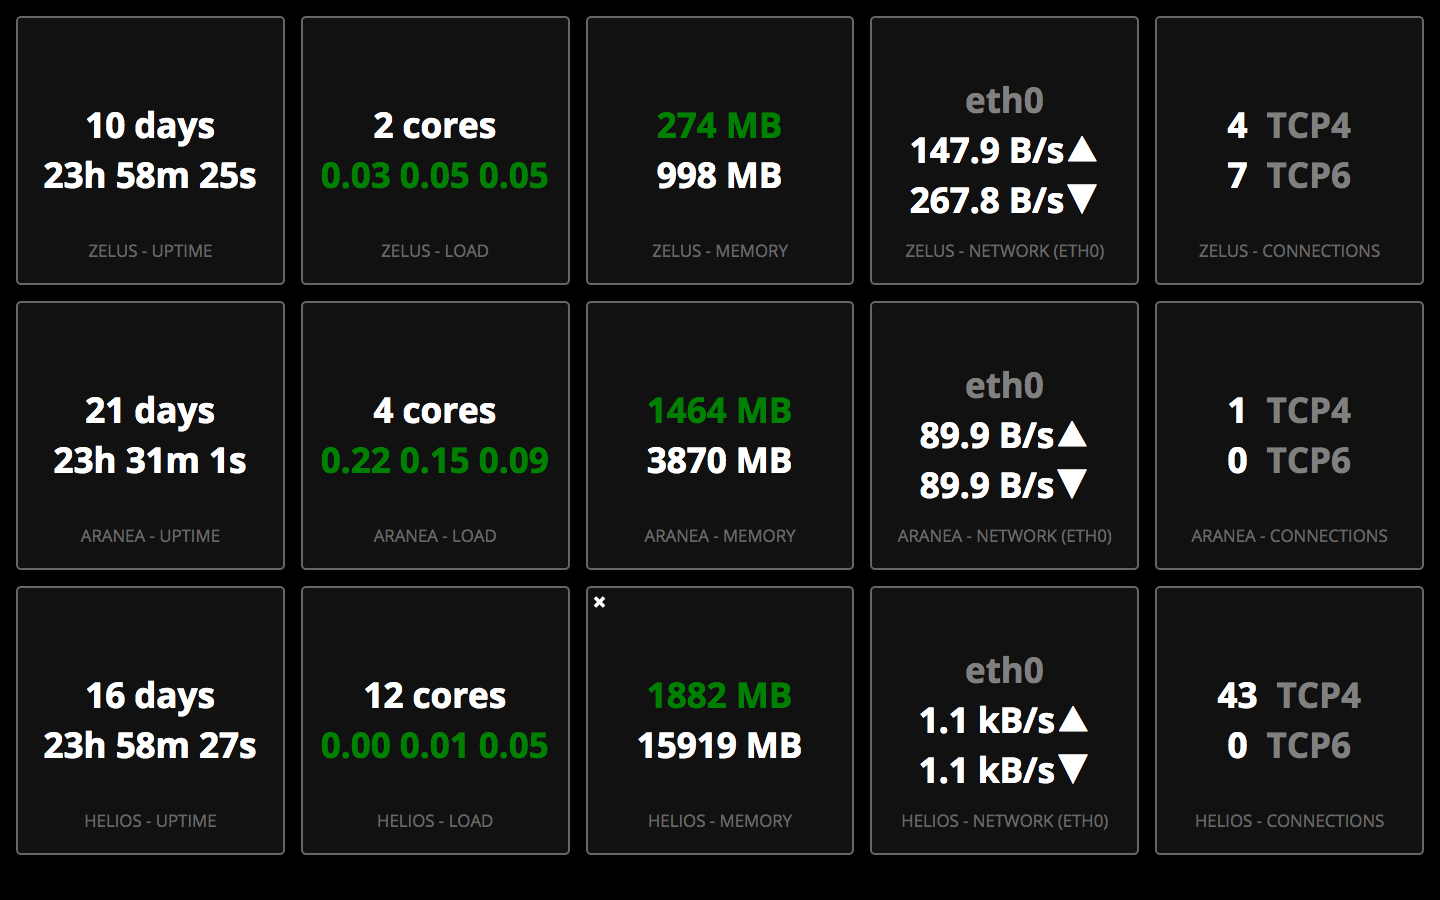 10 days
23h 58m 25s
ZELUS - UPTIME
2 cores
0.03 0.05 0.05
ZELUS - LOAD
274 MB
998 MB
ZELUS - MEMORY
eth0
147.9 B/s▲
267.8 B/s▼
ZELUS - NETWORK (ETH0)
4 TCP4
7 TCP6
ZELUS - CONNECTIONS
21 days
23h 31m 1s
ARANEA - UPTIME
4 cores
0.22 0.15 0.09
ARANEA - LOAD
1464 MB
3870 MB
ARANEA - MEMORY
eth0
89.9 B/s▲
89.9 B/s▼
ARANEA - NETWORK (ETH0)
1 TCP4
0 TCP6
ARANEA - CONNECTIONS
16 days
23h 58m 27s
HELIOS - UPTIME
12 cores
0.00 0.01 0.05
HELIOS - LOAD
1882 MB
15919 MB
HELIOS - MEMORY
eth0
1.1 kB/s▲
1.1 kB/s▼
HELIOS - NETWORK (ETH0)
43 TCP4
0 TCP6
HELIOS - CONNECTIONS